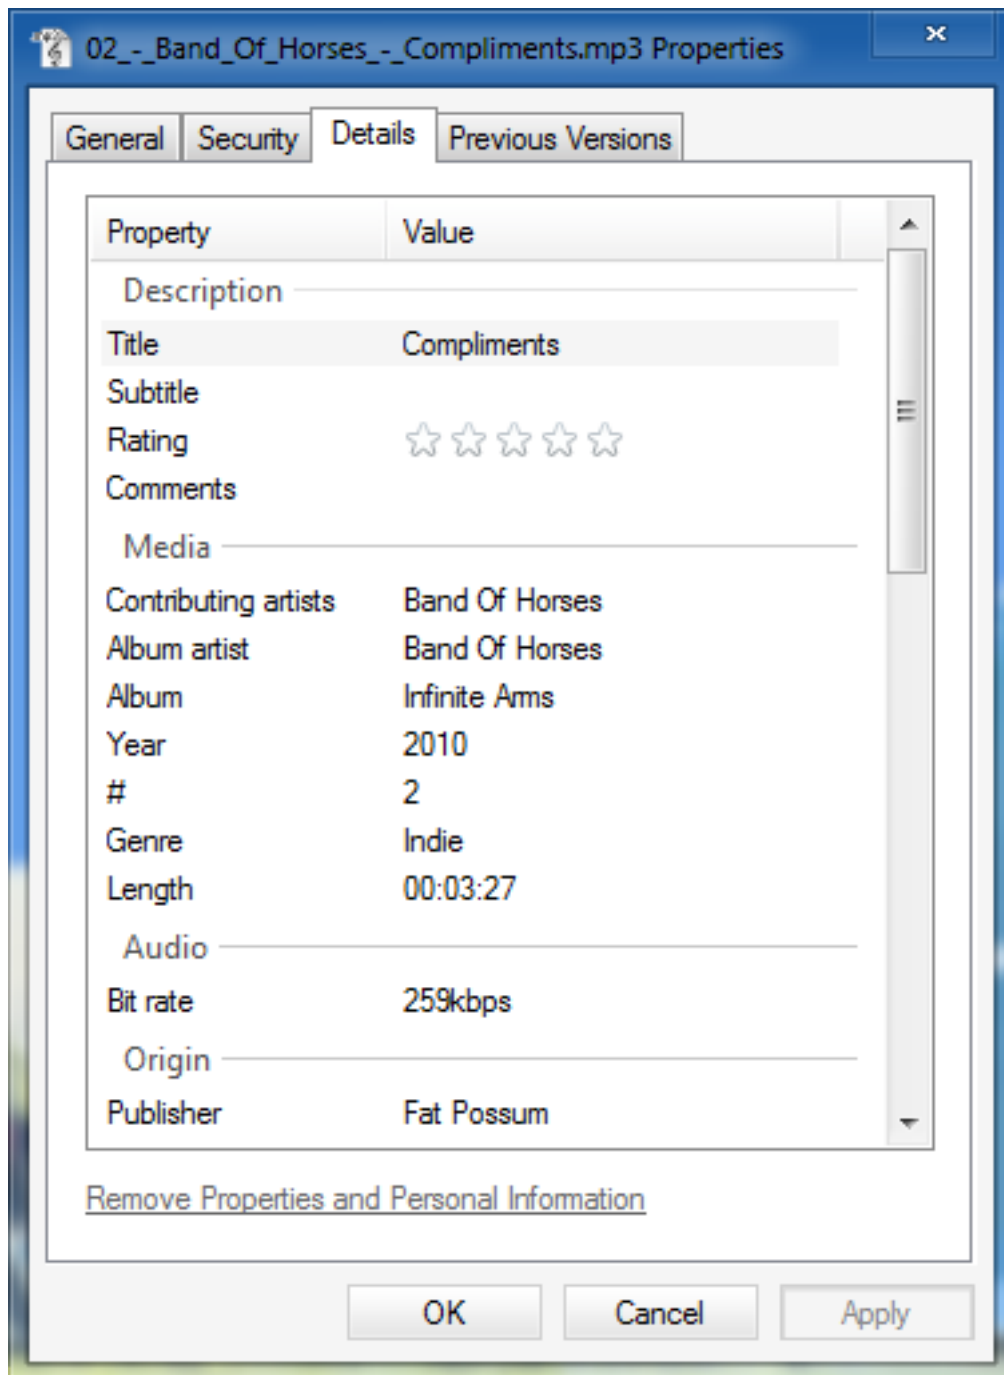 02_-_Band_Of_Horses_-_Compliments.mp3 Properties
General Security Details Previous Versions
Property Value
Description
Title Compliments
Subtitle
Rating
Comments
Media
Contributing artists Band Of Horses
Album artist Band Of Horses
Album Infinite Arms
Year 2010
# 2
Genre Indie
Length 00:03:27
Audio
Bit rate 259kbps
Origin
Publisher Fat Possum
Remove Properties and Personal Information
OK Cancel Apply